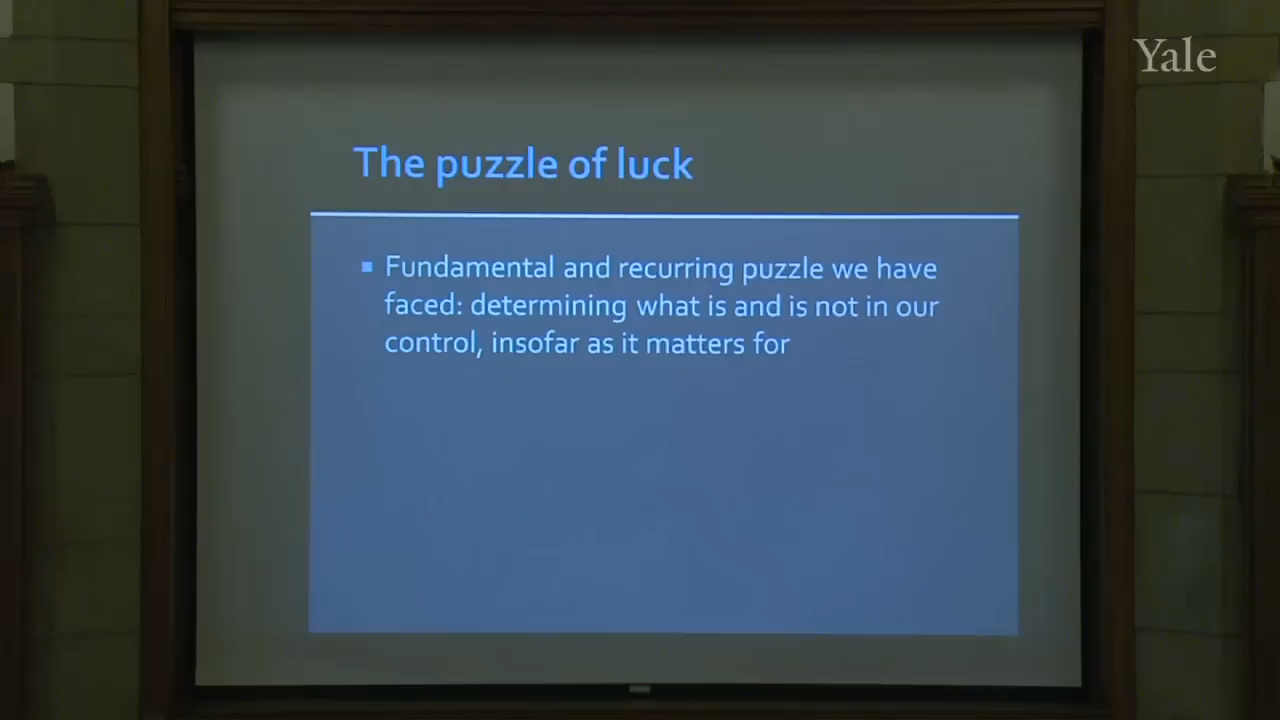 Yale
The puzzle of luck
Fundamental and recurring puzzle we have
faced: determining what is and is not in our
control, insofar as it matters for